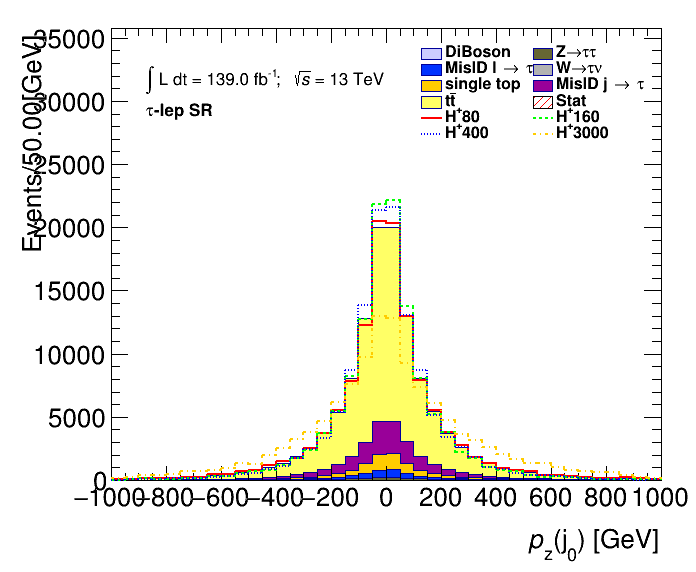 Events/50.00[GeV]
35000
30000
25000
20000
15000
10000
5000
0
∫ L dt = 139.0 fb⁻¹; √s = 13 TeV
τ-lep SR
DiBoson Z→ττ
MisID l → τ W→τν
single top MisID j → τ
tt̄ Stat
H⁺80 H⁺160
H⁺400 H⁺3000
−1000 −800 −600 −400 −200 0 200 400 600 800 1000
p_z(j_0) [GeV]